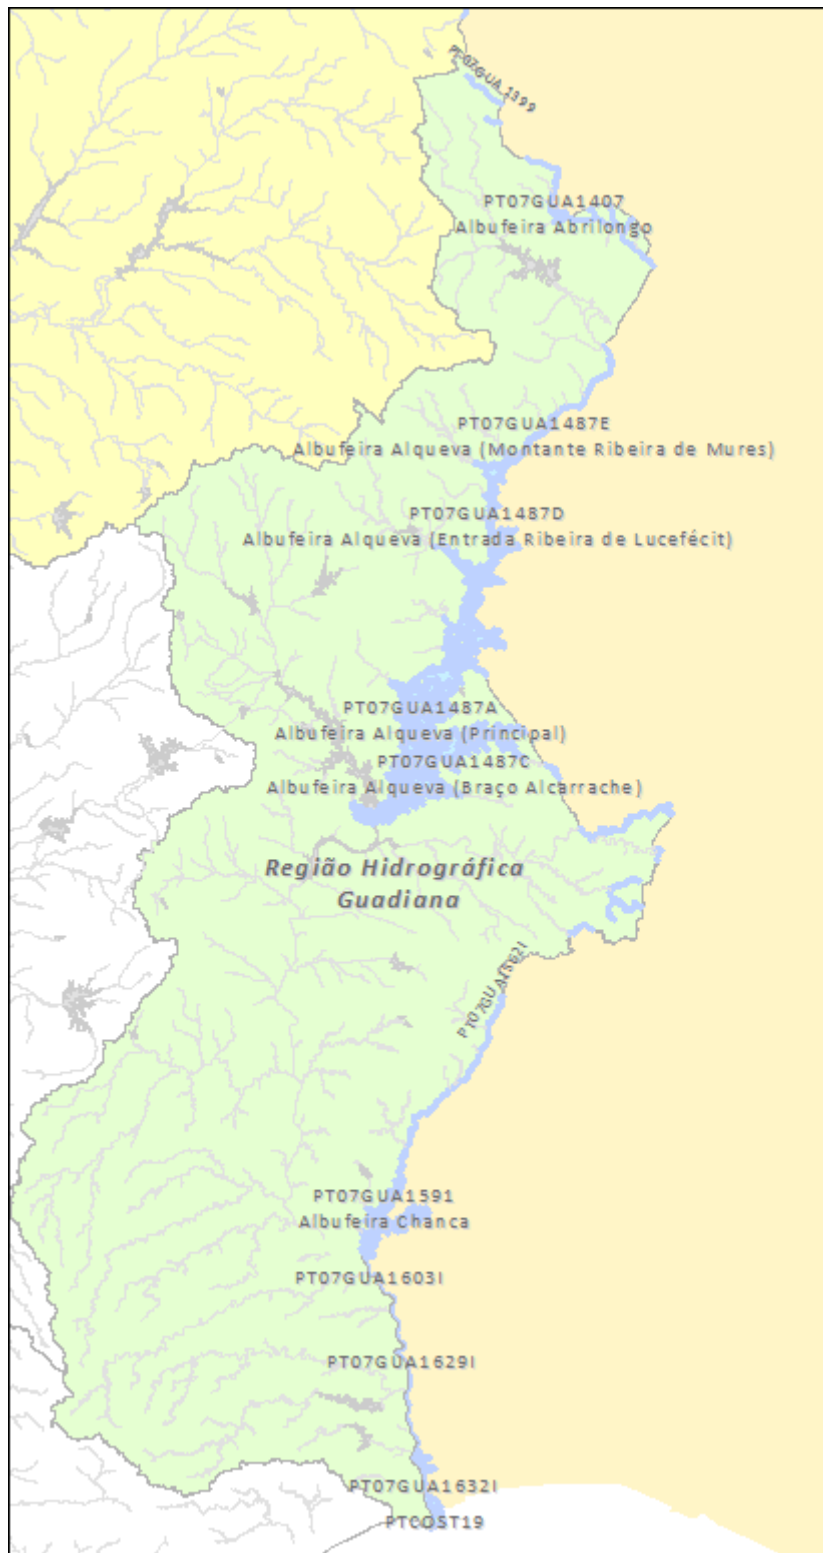 PT07GUA1399
PT07GUA1407
Albufeira Abrilongo
PT07GUA1487E
Albufeira Alqueva (Montante Ribeira de Mures)
PT07GUA1487D
Albufeira Alqueva (Entrada Ribeira de Lucefécit)
PT07GUA1487A
Albufeira Alqueva (Principal)
PT07GUA1487C
Albufeira Alqueva (Braço Alcarrache)
Região Hidrográfica
Guadiana
PT07GUA1562I
PT07GUA1591
Albufeira Chanca
PT07GUA1603I
PT07GUA1629I
PT07GUA1632I
PTCOST19